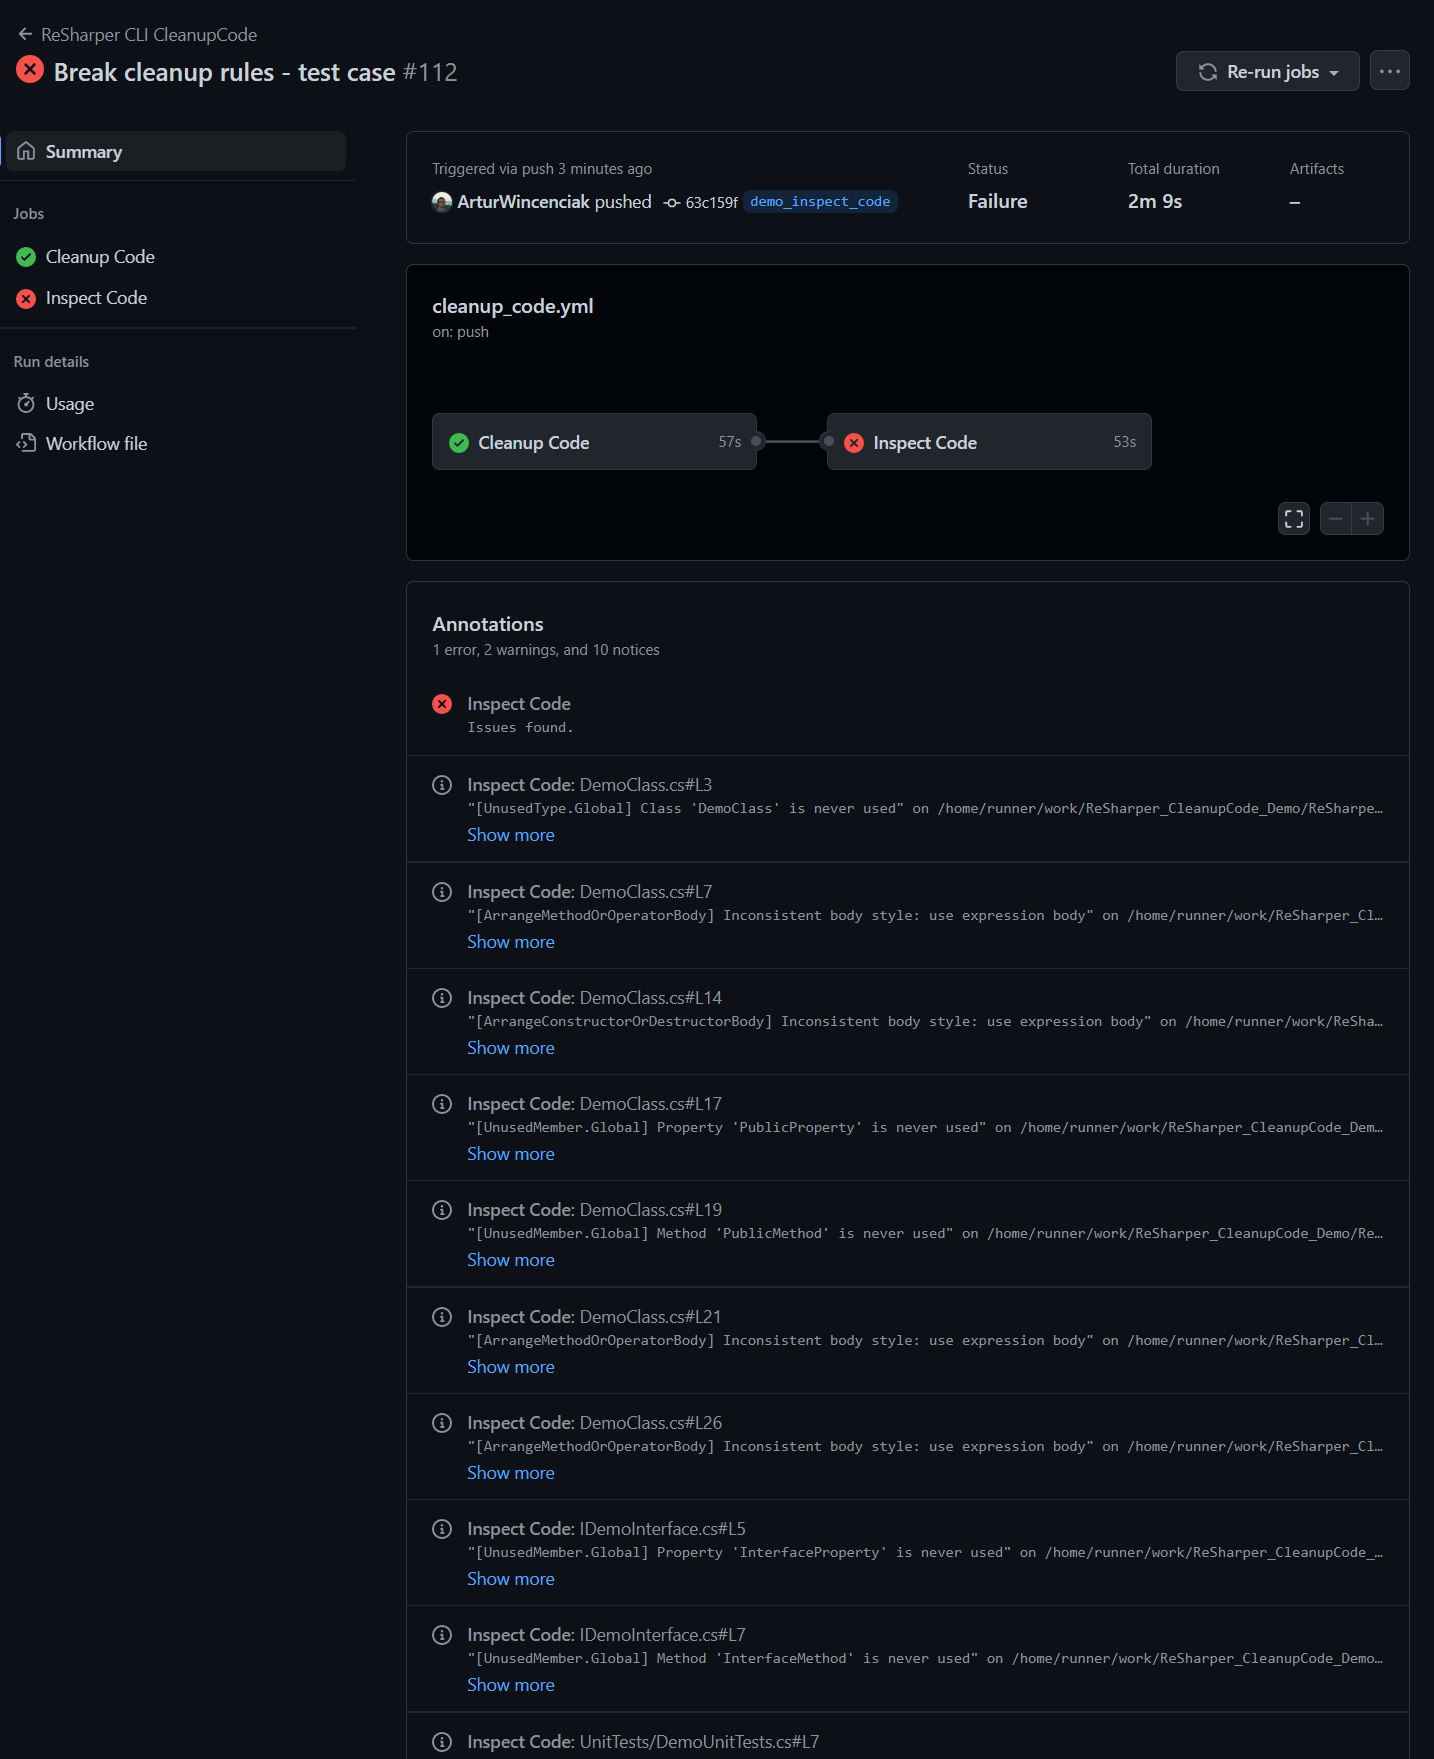 ReSharper CLI CleanupCode
Break cleanup rules - test case #112
Re-run jobs
Summary
Jobs
Cleanup Code
Inspect Code
Run details
Usage
Workflow file
Triggered via push 3 minutes ago
ArturWincenciak pushed 63c159f demo_inspect_code
Status
Failure
Total duration
2m 9s
Artifacts
–
cleanup_code.yml
on: push
Cleanup Code 57s
Inspect Code 53s
Annotations
1 error, 2 warnings, and 10 notices
Inspect Code
Issues found.
Inspect Code: DemoClass.cs#L3
"[UnusedType.Global] Class 'DemoClass' is never used" on /home/runner/work/ReSharper_CleanupCode_Demo/ReSharpe…
Show more
Inspect Code: DemoClass.cs#L7
"[ArrangeMethodOrOperatorBody] Inconsistent body style: use expression body" on /home/runner/work/ReSharper_Cl…
Show more
Inspect Code: DemoClass.cs#L14
"[ArrangeConstructorOrDestructorBody] Inconsistent body style: use expression body" on /home/runner/work/ReSha…
Show more
Inspect Code: DemoClass.cs#L17
"[UnusedMember.Global] Property 'PublicProperty' is never used" on /home/runner/work/ReSharper_CleanupCode_Dem…
Show more
Inspect Code: DemoClass.cs#L19
"[UnusedMember.Global] Method 'PublicMethod' is never used" on /home/runner/work/ReSharper_CleanupCode_Demo/Re…
Show more
Inspect Code: DemoClass.cs#L21
"[ArrangeMethodOrOperatorBody] Inconsistent body style: use expression body" on /home/runner/work/ReSharper_Cl…
Show more
Inspect Code: DemoClass.cs#L26
"[ArrangeMethodOrOperatorBody] Inconsistent body style: use expression body" on /home/runner/work/ReSharper_Cl…
Show more
Inspect Code: IDemoInterface.cs#L5
"[UnusedMember.Global] Property 'InterfaceProperty' is never used" on /home/runner/work/ReSharper_CleanupCode_…
Show more
Inspect Code: IDemoInterface.cs#L7
"[UnusedMember.Global] Method 'InterfaceMethod' is never used" on /home/runner/work/ReSharper_CleanupCode_Demo…
Show more
Inspect Code: UnitTests/DemoUnitTests.cs#L7